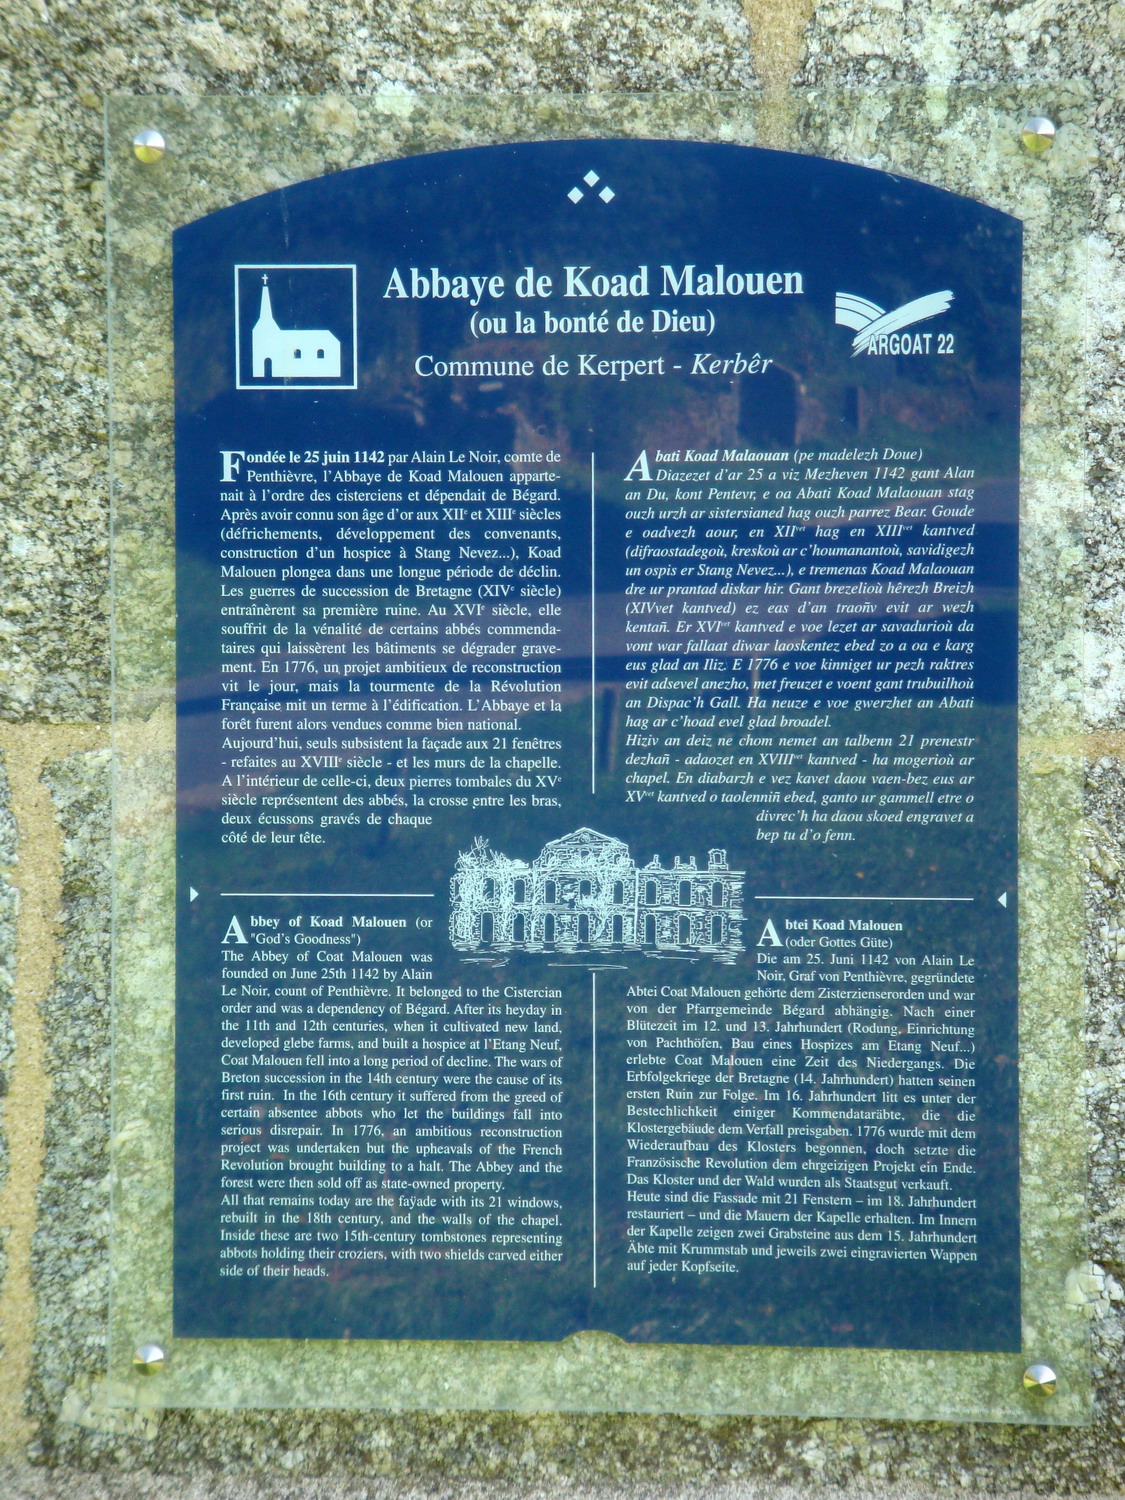 Abbaye de Koad Malouen
(ou la bonté de Dieu)
Commune de Kerpert - Kerbêr
ARGOAT 22
Fondée le 25 juin 1142 par Alain Le Noir, comte de
Penthièvre, l'Abbaye de Koad Malouen apparte-
nait à l'ordre des cisterciens et dépendait de Bégard.
Après avoir connu son âge d'or aux XIIe et XIIIe siècles
(défrichements, développement des convenants,
construction d'un hospice à Stang Nevez...), Koad
Malouen plongea dans une longue période de déclin.
Les guerres de succession de Bretagne (XIVe siècle)
entraînèrent sa première ruine. Au XVIe siècle, elle
souffrit de la vénalité de certains abbés commenda-
taires qui laissèrent les bâtiments se dégrader grave-
ment. En 1776, un projet ambitieux de reconstruction
vit le jour, mais la tourmente de la Révolution
Française mit un terme à l'édification. L'Abbaye et la
forêt furent alors vendues comme bien national.
Aujourd'hui, seuls subsistent la façade aux 21 fenêtres
- refaites au XVIIIe siècle - et les murs de la chapelle.
A l'intérieur de celle-ci, deux pierres tombales du XVe
siècle représentent des abbés, la crosse entre les bras,
deux écussons gravés de chaque
côté de leur tête.
Abati Koad Malaouan (pe madelezh Doue)
Diazezet d'ar 25 a viz Mezheven 1142 gant Alan
an Du, kont Pentevr, e oa Abati Koad Malaouan stag
ouzh urzh ar sistersianed hag ouzh parrez Bear. Goude
e oadvezh aour, en XIIvet hag en XIIIvet kantved
(difraostadegoù, kreskoù ar c'houmanantoù, savidigezh
un ospis er Stang Nevez...), e tremenas Koad Malaouan
dre ur prantad diskar hir. Gant brezelioù hêrezh Breizh
(XIVvet kantved) ez eas d'an traoñv evit ar wezh
kentañ. Er XVIvet kantved e voe lezet ar savadurioù da
vont war fallaat diwar laoskentez ebed zo a oa e karg
eus glad an Iliz. E 1776 e voe kinniget ur pezh raktres
evit adsevel anezho, met freuzet e voent gant trubuilhoù
an Dispac'h Gall. Ha neuze e voe gwerzhet an Abati
hag ar c'hoad evel glad broadel.
Hiziv an deiz ne chom nemet an talbenn 21 prenestr
dezhañ - adaozet en XVIIIvet kantved - ha mogerioù ar
chapel. En diabarzh e vez kavet daou vaen-bez eus ar
XVvet kantved o taolenniñ ebed, ganto ur gammell etre o
divrec'h ha daou skoed engravet a
bep tu d'o fenn.
Abbey of Koad Malouen (or
"God's Goodness")
The Abbey of Coat Malouen was
founded on June 25th 1142 by Alain
Le Noir, count of Penthièvre. It belonged to the Cistercian
order and was a dependency of Bégard. After its heyday in
the 11th and 12th centuries, when it cultivated new land,
developed glebe farms, and built a hospice at l'Etang Neuf,
Coat Malouen fell into a long period of decline. The wars of
Breton succession in the 14th century were the cause of its
first ruin. In the 16th century it suffered from the greed of
certain absentee abbots who let the buildings fall into
serious disrepair. In 1776, an ambitious reconstruction
project was undertaken but the upheavals of the French
Revolution brought building to a halt. The Abbey and the
forest were then sold off as state-owned property.
All that remains today are the faÿade with its 21 windows,
rebuilt in the 18th century, and the walls of the chapel.
Inside these are two 15th-century tombstones representing
abbots holding their croziers, with two shields carved either
side of their heads.
Abtei Koad Malouen
(oder Gottes Güte)
Die am 25. Juni 1142 von Alain Le
Noir, Graf von Penthièvre, gegründete
Abtei Coat Malouen gehörte dem Zisterzienserorden und war
von der Pfarrgemeinde Bégard abhängig. Nach einer
Blütezeit im 12. und 13. Jahrhundert (Rodung, Einrichtung
von Pachthöfen, Bau eines Hospizes am Etang Neuf...)
erlebte Coat Malouen eine Zeit des Niedergangs. Die
Erbfolgekriege der Bretagne (14. Jahrhundert) hatten seinen
ersten Ruin zur Folge. Im 16. Jahrhundert litt es unter der
Bestechlichkeit einiger Kommendataräbte, die die
Klostergebäude dem Verfall preisgaben. 1776 wurde mit dem
Wiederaufbau des Klosters begonnen, doch setzte die
Französische Revolution dem ehrgeizigen Projekt ein Ende.
Das Kloster und der Wald wurden als Staatsgut verkauft.
Heute sind die Fassade mit 21 Fenstern – im 18. Jahrhundert
restauriert – und die Mauern der Kapelle erhalten. Im Innern
der Kapelle zeigen zwei Grabsteine aus dem 15. Jahrhundert
Äbte mit Krummstab und jeweils zwei eingravierten Wappen
auf jeder Kopfseite.